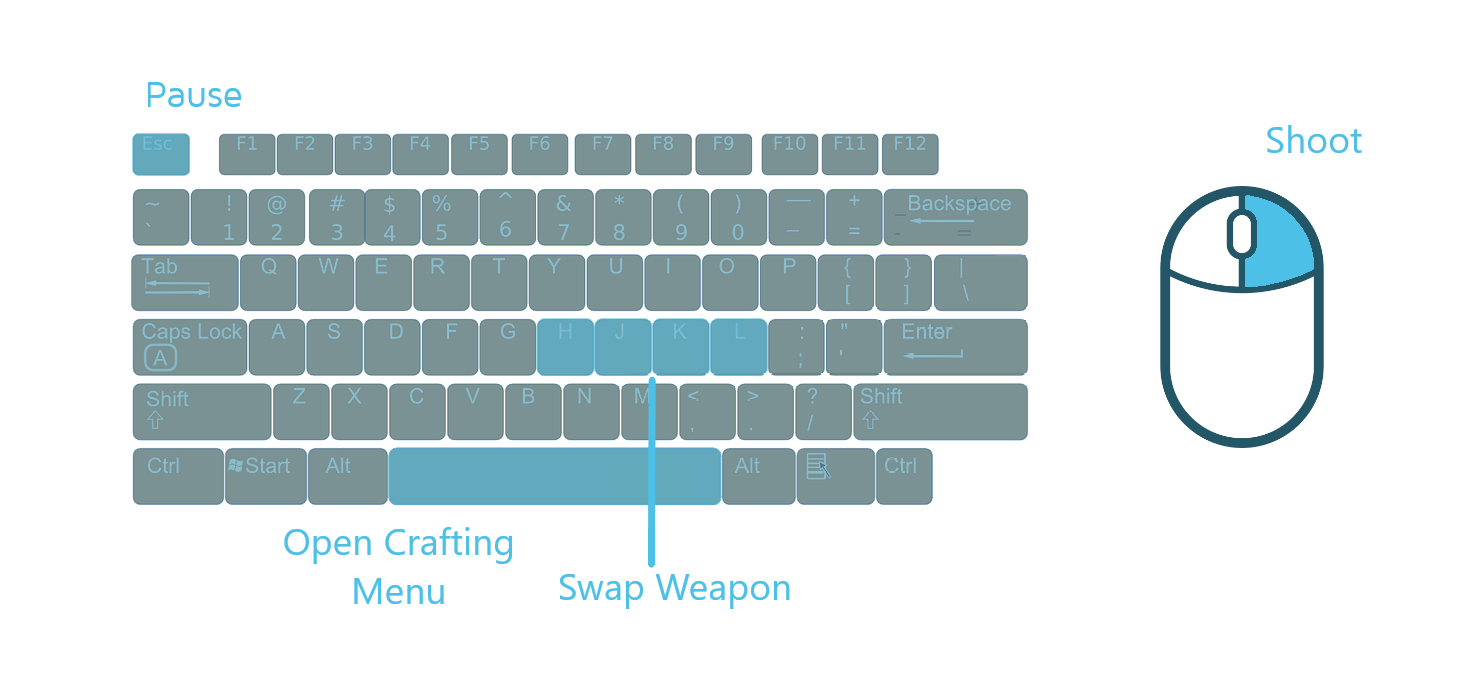 Pause
Shoot
Esc F1 F2 F3 F4 F5 F6 F7 F8 F9 F10 F11 F12
~ ! @ # $ % ^ & * ( ) — + Backspace
` 1 2 3 4 5 6 7 8 9 0 – = - =
Tab Q W E R T Y U I O P { } |
[ ] \
Caps Lock A S D F G H J K L : " Enter
A ; '
Shift Z X C V B N M < > ? Shift
, . /
Ctrl Start Alt Alt Ctrl
Open Crafting
Menu
Swap Weapon